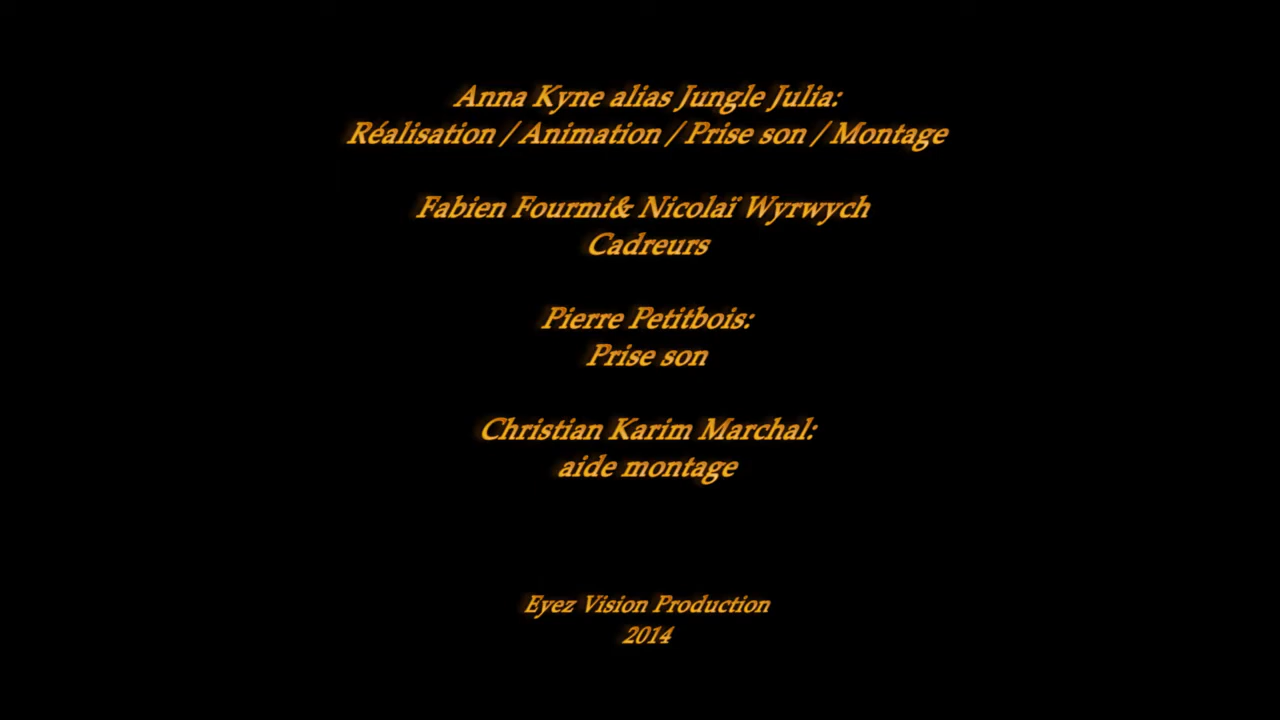 Anna Kyne alias Jungle Julia:
Réalisation / Animation / Prise son / Montage
Fabien Fourmi& Nicolaï Wyrwych
Cadreurs
Pierre Petitbois:
Prise son
Christian Karim Marchal:
aide montage
Eyez Vision Production
2014